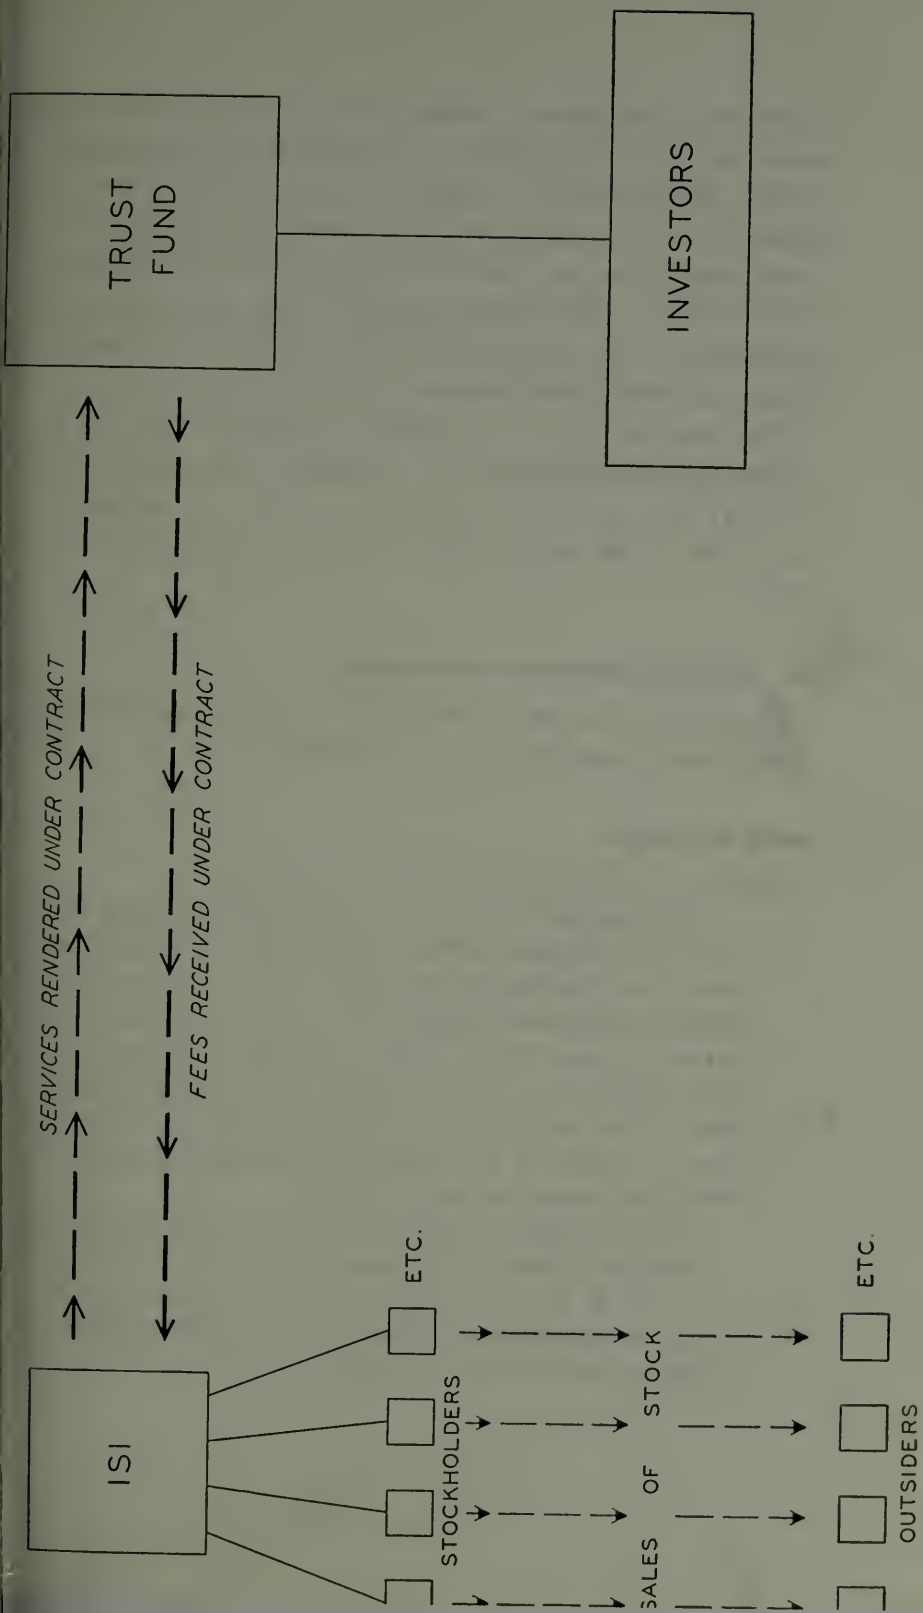 ISI
SERVICES RENDERED UNDER CONTRACT
FEES RECEIVED UNDER CONTRACT
TRUST
FUND
ETC.
STOCKHOLDERS
SALES OF STOCK
ETC.
OUTSIDERS
INVESTORS